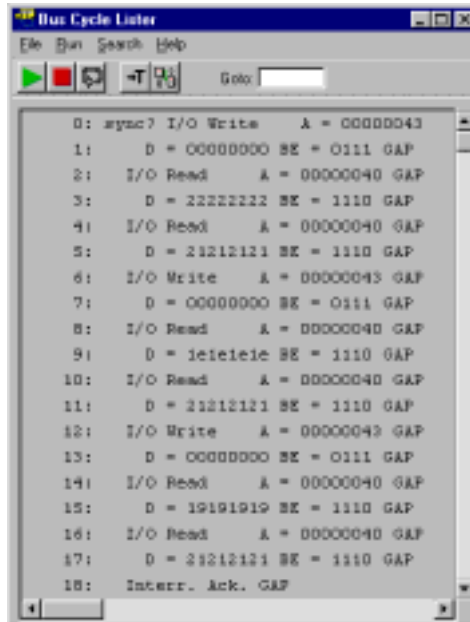 Bus Cycle Lister
File Run Search Help
Goto:
0: sync? I/O Write A = 00000043
1: D = 00000000 BE = 0111 GAP
2: I/O Read A = 00000040 GAP
3: D = 22222222 BE = 1110 GAP
4: I/O Read A = 00000040 GAP
5: D = 21212121 BE = 1110 GAP
6: I/O Write A = 00000043 GAP
7: D = 00000000 BE = 0111 GAP
8: I/O Read A = 00000040 GAP
9: D = 1e1e1e1e BE = 1110 GAP
10: I/O Read A = 00000040 GAP
11: D = 21212121 BE = 1110 GAP
12: I/O Write A = 00000043 GAP
13: D = 00000000 BE = 0111 GAP
14: I/O Read A = 00000040 GAP
15: D = 19191919 BE = 1110 GAP
16: I/O Read A = 00000040 GAP
17: D = 21212121 BE = 1110 GAP
18: Interr. Ack. GAP